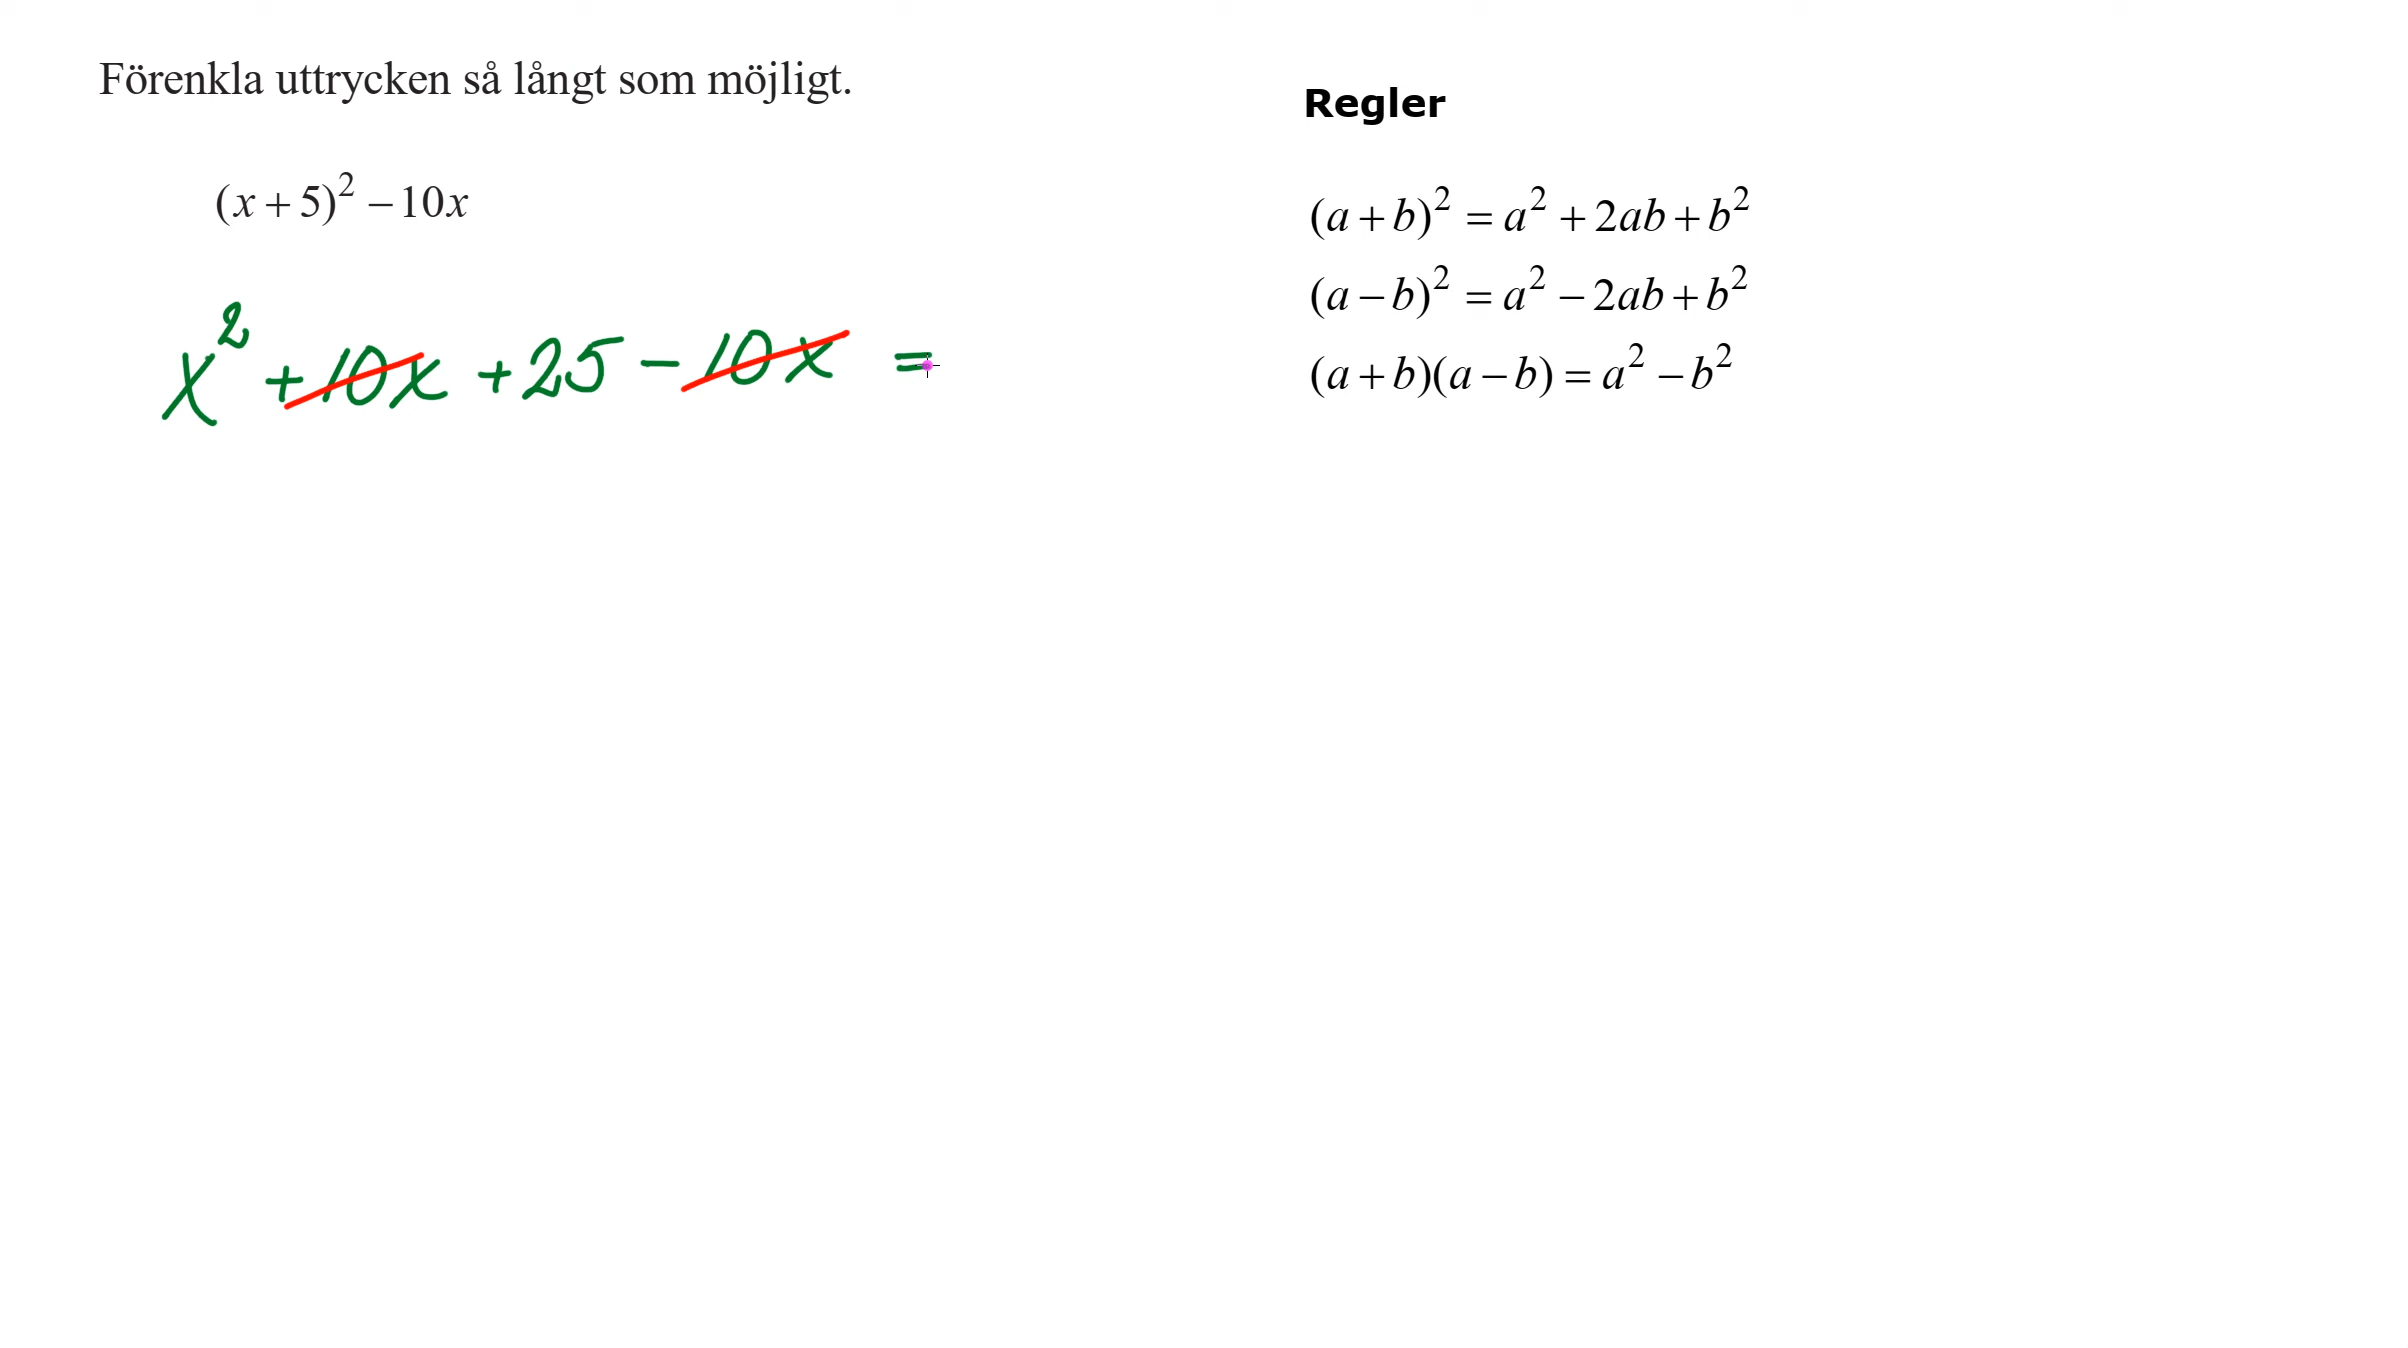 Förenkla uttrycken så långt som möjligt.
(x + 5)² − 10x
x² + 10x + 25 − 10x =
Regler
(a + b)² = a² + 2ab + b²
(a − b)² = a² − 2ab + b²
(a + b)(a − b) = a² − b²